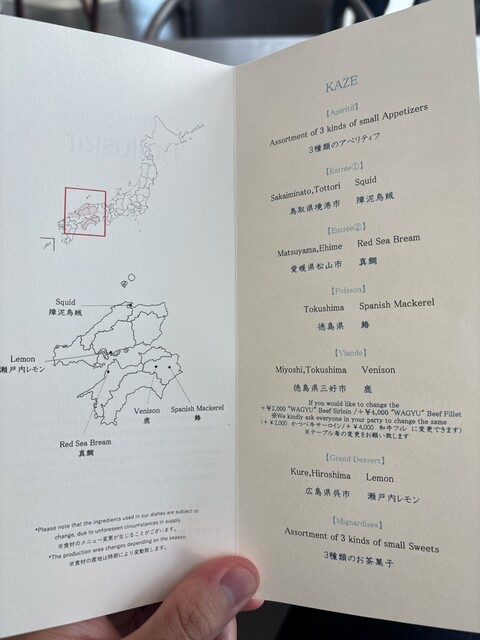 Squid
障泥烏賊
Lemon
瀬戸内レモン
Venison
鹿
Spanish Mackerel
鰆
Red Sea Bream
真鯛
*Please note that the ingredients used in our dishes are subject to
change, due to unforeseen circumstances in supply.
※食材のメニュー変更が生じることがございます。
*The production area changes depending on the season.
※食材の産地は時期により変動致します。
KAZE
【Apéritif】
Assortment of 3 kinds of small Appetizers
3種類のアペリティフ
【Entrée①】
Sakaiminato,Tottori Squid
鳥取県境港市 障泥烏賊
【Entrée②】
Matsuyama,Ehime Red Sea Bream
愛媛県松山市 真鯛
【Poisson】
Tokushima Spanish Mackerel
徳島県 鰆
【Viande】
Miyoshi,Tokushima Venison
徳島県三好市 鹿
If you would like to change the
+¥2,000 "WAGYU" Beef Sirloin /+¥4,000 "WAGYU" Beef Fillet
※We kindly ask everyone in your party to change the same
(+¥2,000 かつべ牛サーロイン/+¥4,000 和牛フィレ に変更できます)
※テーブル毎の変更をお願い致します
【Grand Dessert】
Kure,Hiroshima Lemon
広島県呉市 瀬戸内レモン
【Mignardises】
Assortment of 3 kinds of small Sweets
3種類のお茶菓子